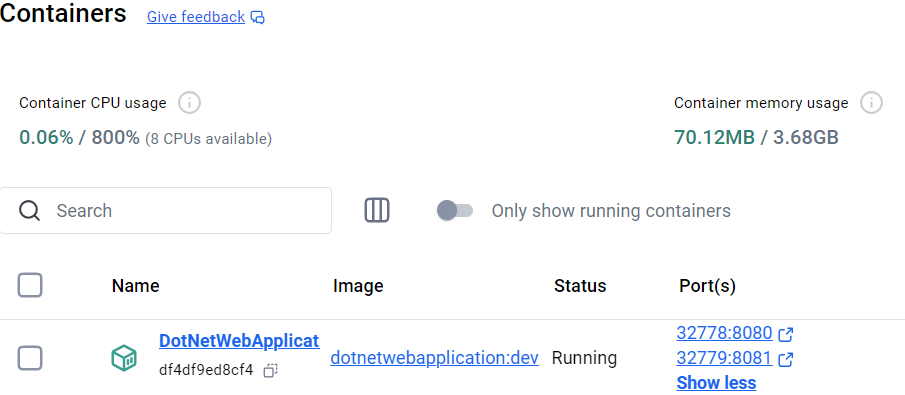 Containers Give feedback
Container CPU usage
Container memory usage
0.06% / 800% (8 CPUs available)
70.12MB / 3.68GB
Search
Only show running containers
Name Image Status Port(s)
DotNetWebApplicat
df4df9ed8cf4
dotnetwebapplication:dev
Running
32778:8080
32779:8081
Show less